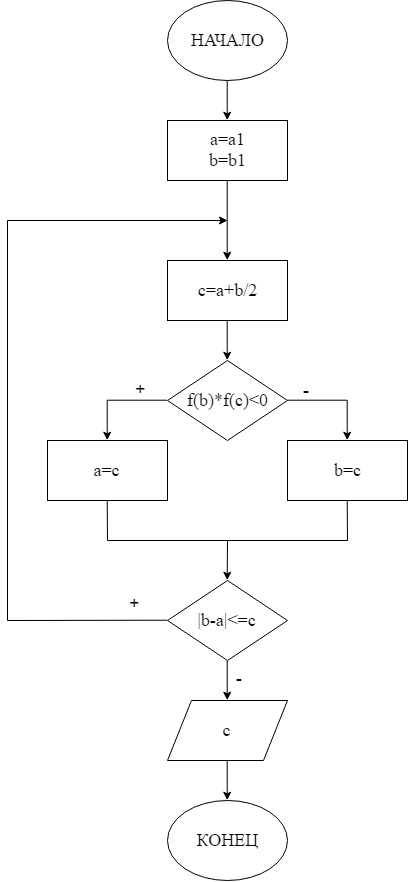 НАЧАЛО
a=a1
b=b1
c=a+b/2
f(b)*f(c)<0
+
-
a=c
b=c
|b-a|<=c
+
-
c
КОНЕЦ